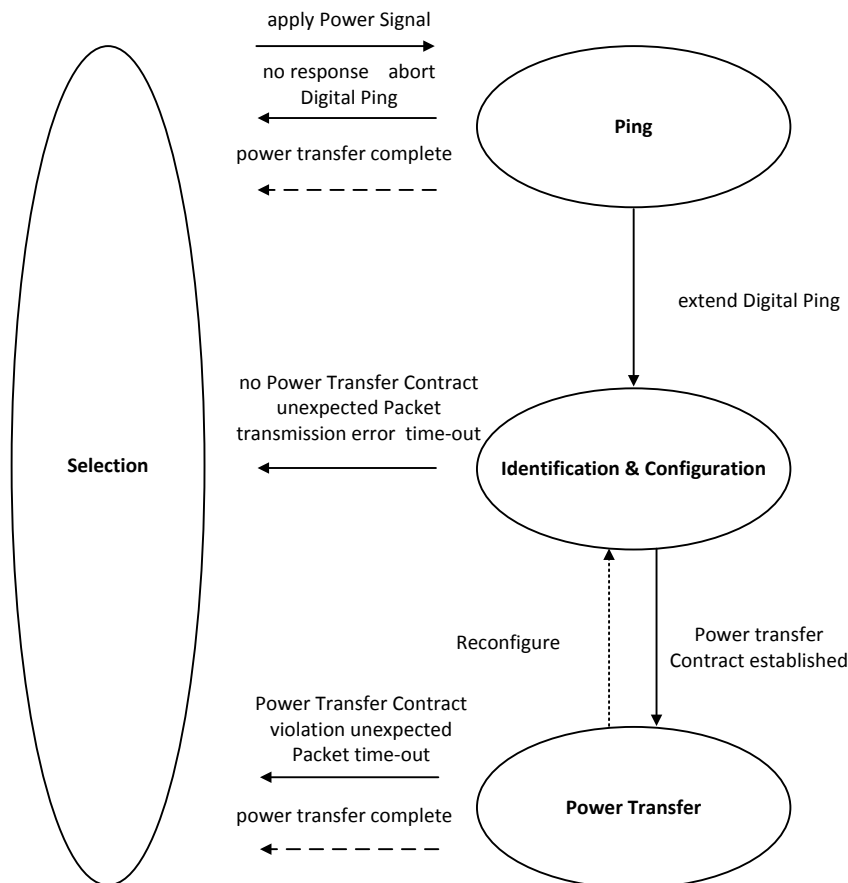 apply Power Signal
no response abort
Digital Ping
power transfer complete
Ping
extend Digital Ping
no Power Transfer Contract
unexpected Packet
transmission error time-out
Selection
Identification & Configuration
Reconfigure
Power transfer
Contract established
Power Transfer Contract
violation unexpected
Packet time-out
power transfer complete
Power Transfer